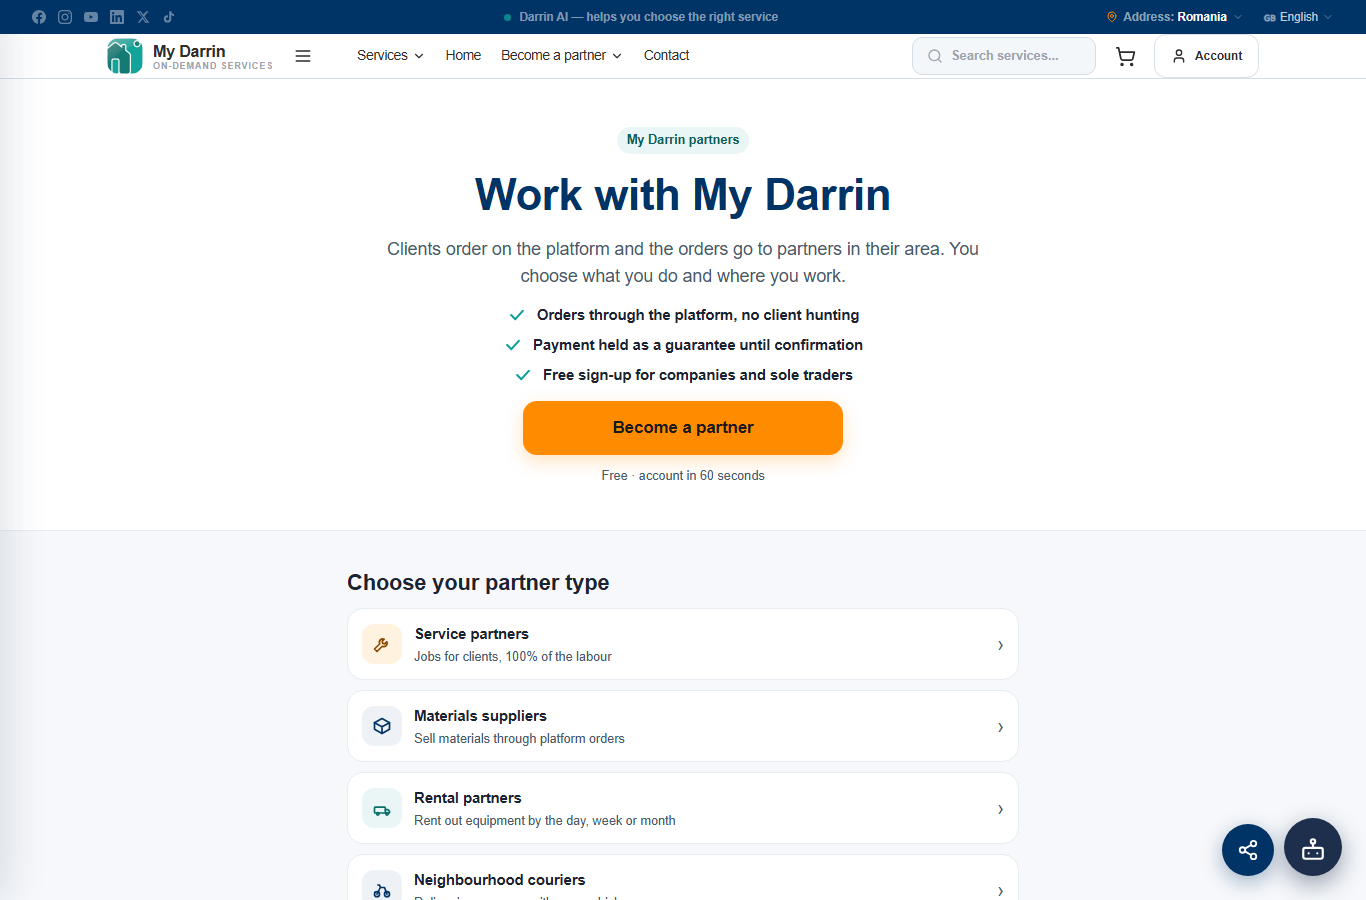 Darrin AI — helps you choose the right service
Address: Romania
GB English
My Darrin
ON-DEMAND SERVICES
Services
Home
Become a partner
Contact
Search services...
Account
My Darrin partners
Work with My Darrin
Clients order on the platform and the orders go to partners in their area. You
choose what you do and where you work.
Orders through the platform, no client hunting
Payment held as a guarantee until confirmation
Free sign-up for companies and sole traders
Become a partner
Free · account in 60 seconds
Choose your partner type
Service partners
Jobs for clients, 100% of the labour
Materials suppliers
Sell materials through platform orders
Rental partners
Rent out equipment by the day, week or month
Neighbourhood couriers